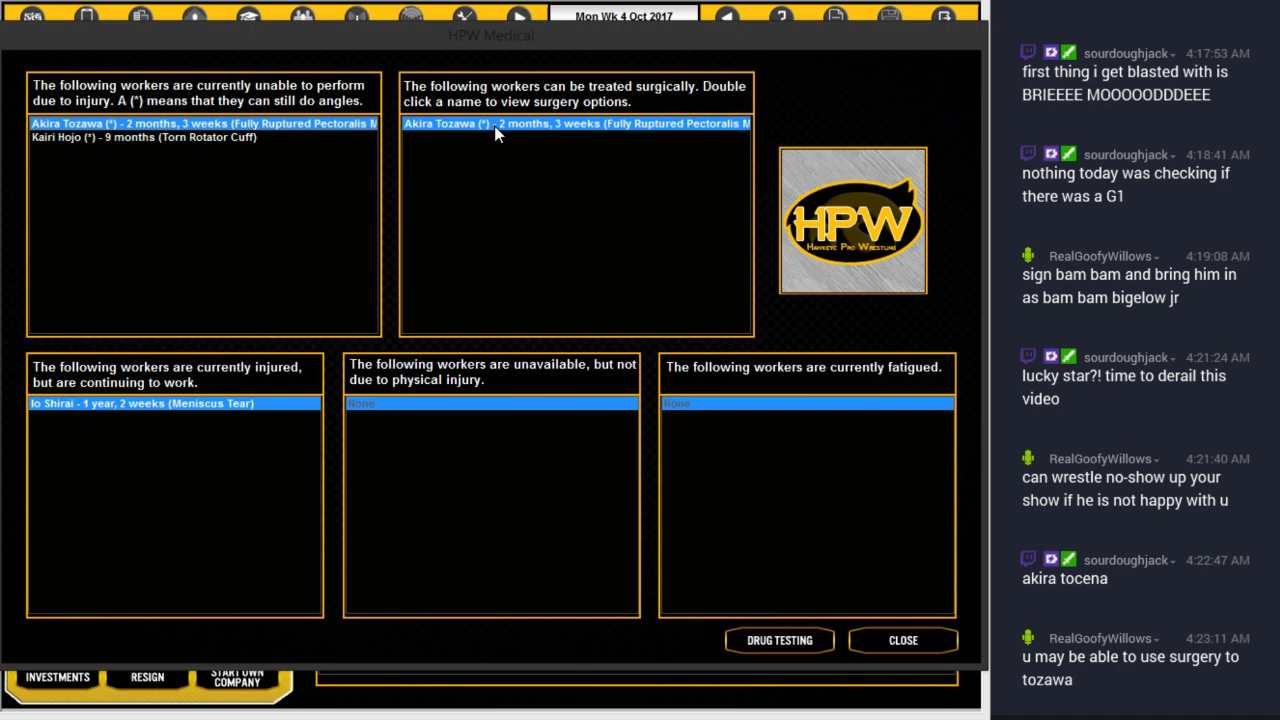 Mon Wk 4 Oct 2017
HPW Medical
The following workers are currently unable to perform
due to injury. A (*) means that they can still do angles.
Akira Tozawa (*) - 2 months, 3 weeks (Fully Ruptured Pectoralis M
Kairi Hojo (*) - 9 months (Torn Rotator Cuff)
The following workers can be treated surgically. Double
click a name to view surgery options.
Akira Tozawa (*) - 2 months, 3 weeks (Fully Ruptured Pectoralis M
HPW
HAWKEYE PRO WRESTLING
The following workers are currently injured,
but are continuing to work.
Io Shirai - 1 year, 2 weeks (Meniscus Tear)
The following workers are unavailable, but not
due to physical injury.
None
The following workers are currently fatigued.
None
DRUG TESTING
CLOSE
INVESTMENTS
RESIGN
START OWN
COMPANY
sourdoughjack 4:17:53 AM
first thing i get blasted with is
BRIEEEE MOOOOODDDEEE
sourdoughjack 4:18:41 AM
nothing today was checking if
there was a G1
RealGoofyWillows 4:19:08 AM
sign bam bam and bring him in
as bam bam bigelow jr
sourdoughjack 4:21:24 AM
lucky star?! time to derail this
video
RealGoofyWillows 4:21:40 AM
can wrestle no-show up your
show if he is not happy with u
sourdoughjack 4:22:47 AM
akira tocena
RealGoofyWillows 4:23:11 AM
u may be able to use surgery to
tozawa